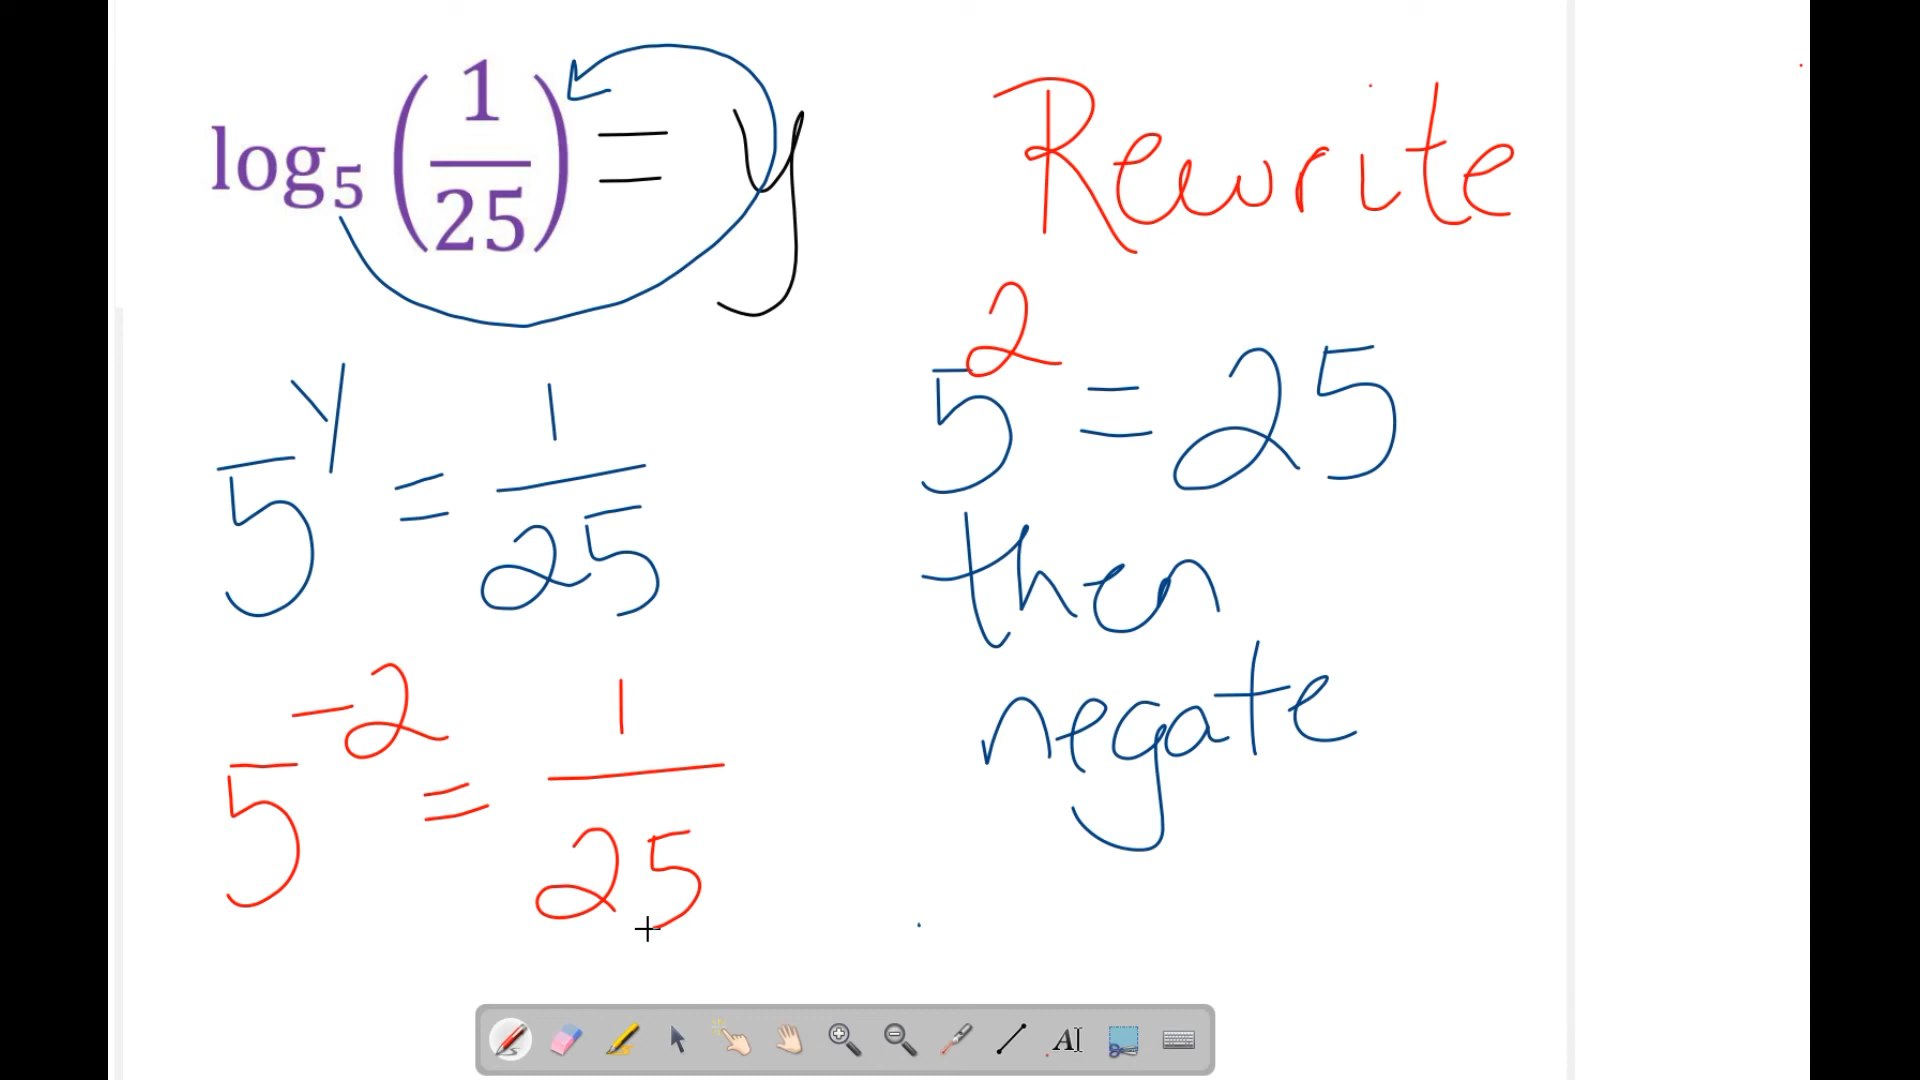 log₅(1/25) = y
Rewrite
5^y = 1/25
5^2 = 25
then
negate
5^-2 = 1/25